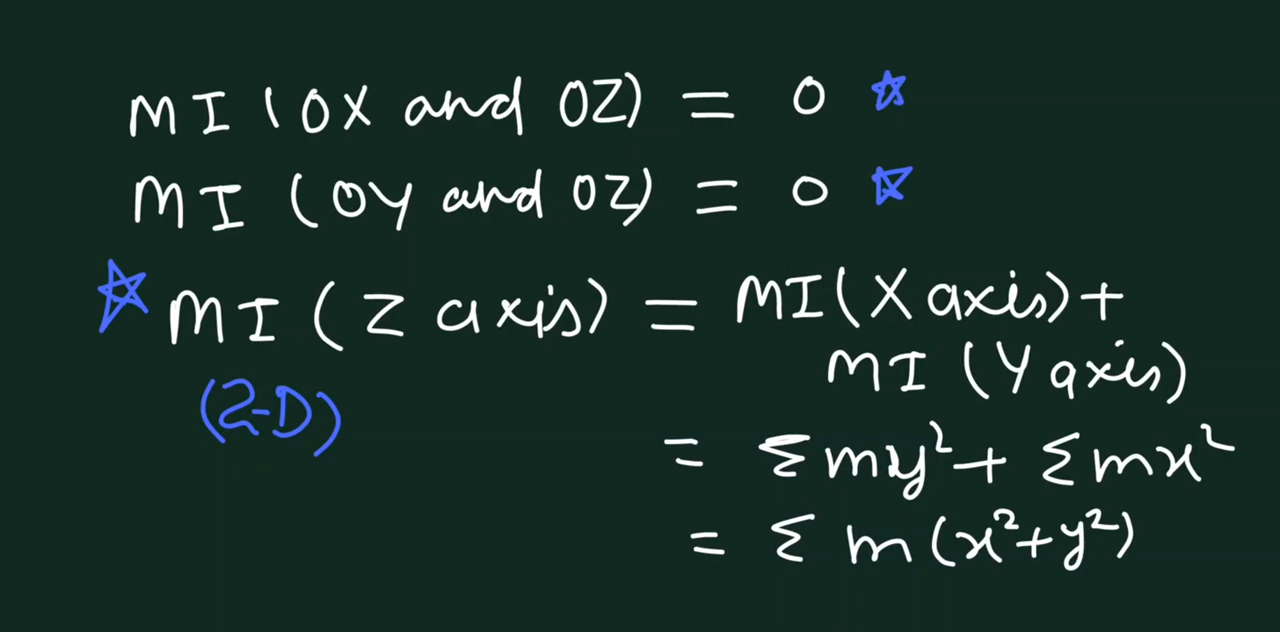 MI (OX and OZ) = 0
MI (OY and OZ) = 0
MI (Z axis) = MI (X axis) +
MI (Y axis)
(2-D)
= Σmy² + Σmx²
= Σ m(x²+y²)